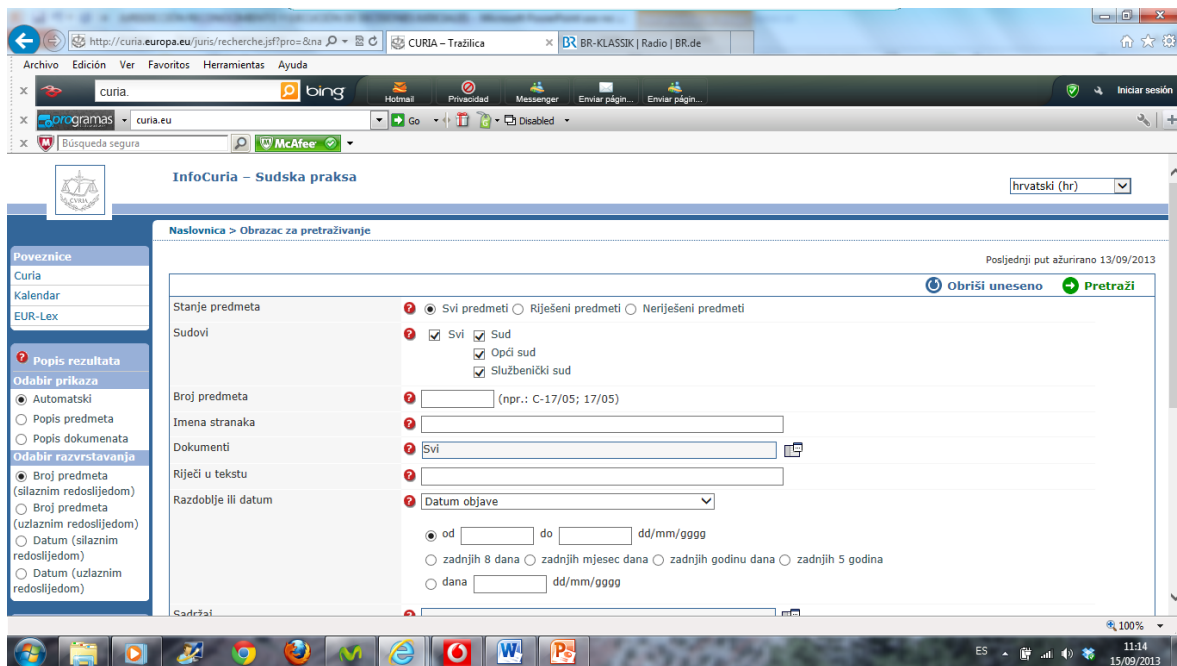 http://curia.europa.eu/juris/recherche.jsf?pro=&na
CURIA – Tražilica
BR-KLASSIK | Radio | BR.de
Archivo Edición Ver Favoritos Herramientas Ayuda
curia. bing Hotmail Privacidad Messenger Enviar págin... Enviar págin... Iniciar sesión
programas curia.eu Go Disabled
Búsqueda segura McAfee
CVRIA
InfoCuria – Sudska praksa
hrvatski (hr)
Naslovnica > Obrazac za pretraživanje
Posljednji put ažurirano 13/09/2013
Poveznice
Curia
Kalendar
EUR-Lex
Popis rezultata
Odabir prikaza
Automatski
Popis predmeta
Popis dokumenata
Odabir razvrstavanja
Broj predmeta
(silaznim redoslijedom)
Broj predmeta
(uzlaznim redoslijedom)
Datum (silaznim
redoslijedom)
Datum (uzlaznim
redoslijedom)
Obriši uneseno Pretraži
Stanje predmeta Svi predmeti Riješeni predmeti Neriješeni predmeti
Sudovi Svi Sud
Opći sud
Službenički sud
Broj predmeta (npr.: C-17/05; 17/05)
Imena stranaka
Dokumenti Svi
Riječi u tekstu
Razdoblje ili datum Datum objave
od do dd/mm/gggg
zadnjih 8 dana zadnjih mjesec dana zadnjih godinu dana zadnjih 5 godina
dana dd/mm/gggg
Sadržaj
100%
ES 11:14
15/09/2013